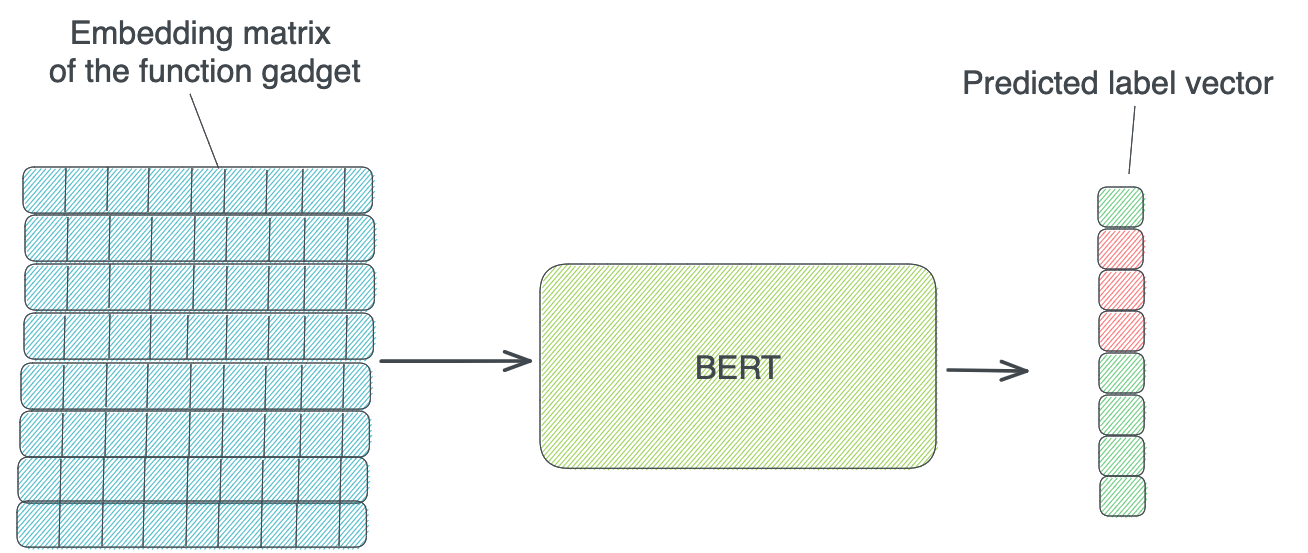 Embedding matrix
of the function gadget
Predicted label vector
BERT